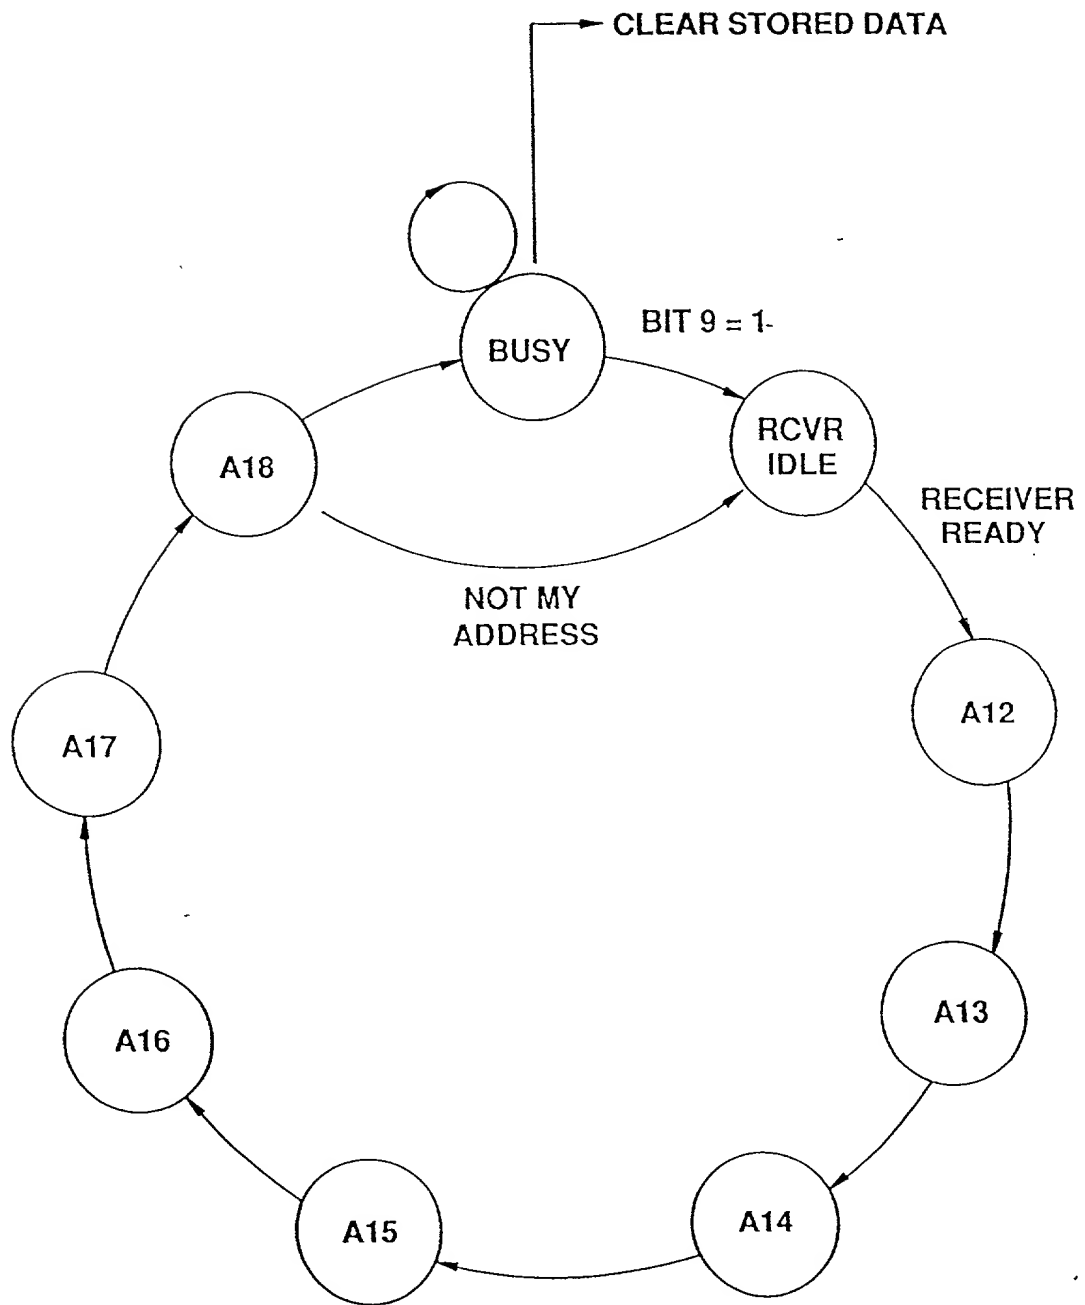 CLEAR STORED DATA
BUSY
BIT 9 = 1
RCVR
IDLE
A18
RECEIVER
READY
NOT MY
ADDRESS
A12
A17
A13
A16
A14
A15